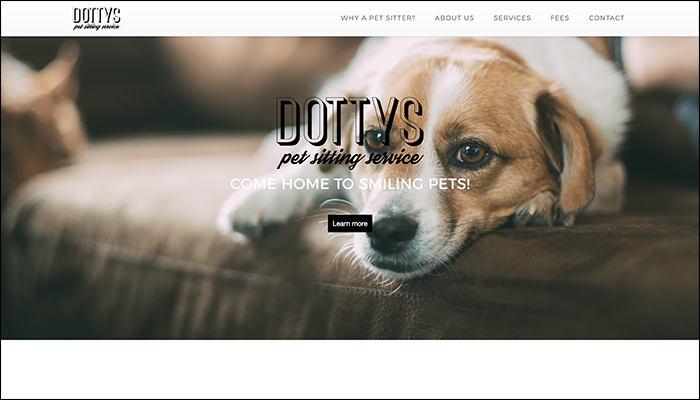 DOTTYS
pet sitting service
WHY A PET SITTER? ABOUT US SERVICES FEES CONTACT
DOTTYS
pet sitting service
COME HOME TO SMILING PETS!
Learn more